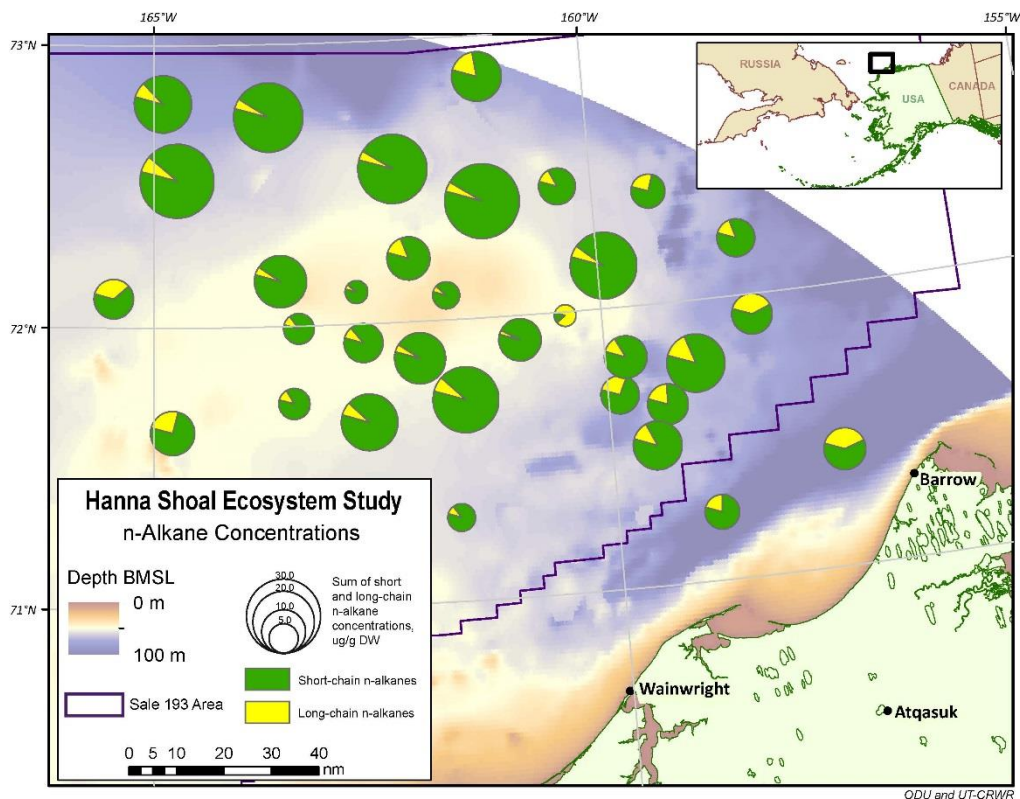 165°W
160°W
155°W
73°N
72°N
71°N
RUSSIA
CANADA
USA
Barrow
Wainwright
Atqasuk
Hanna Shoal Ecosystem Study
n-Alkane Concentrations
Depth BMSL
0 m
100 m
30.0
20.0
10.0
5.0
Sum of short
and long-chain
n-alkane
concentrations,
ug/g DW
Sale 193 Area
Short-chain n-alkanes
Long-chain n-alkanes
0 5 10 20 30 40
nm
ODU and UT-CRWR